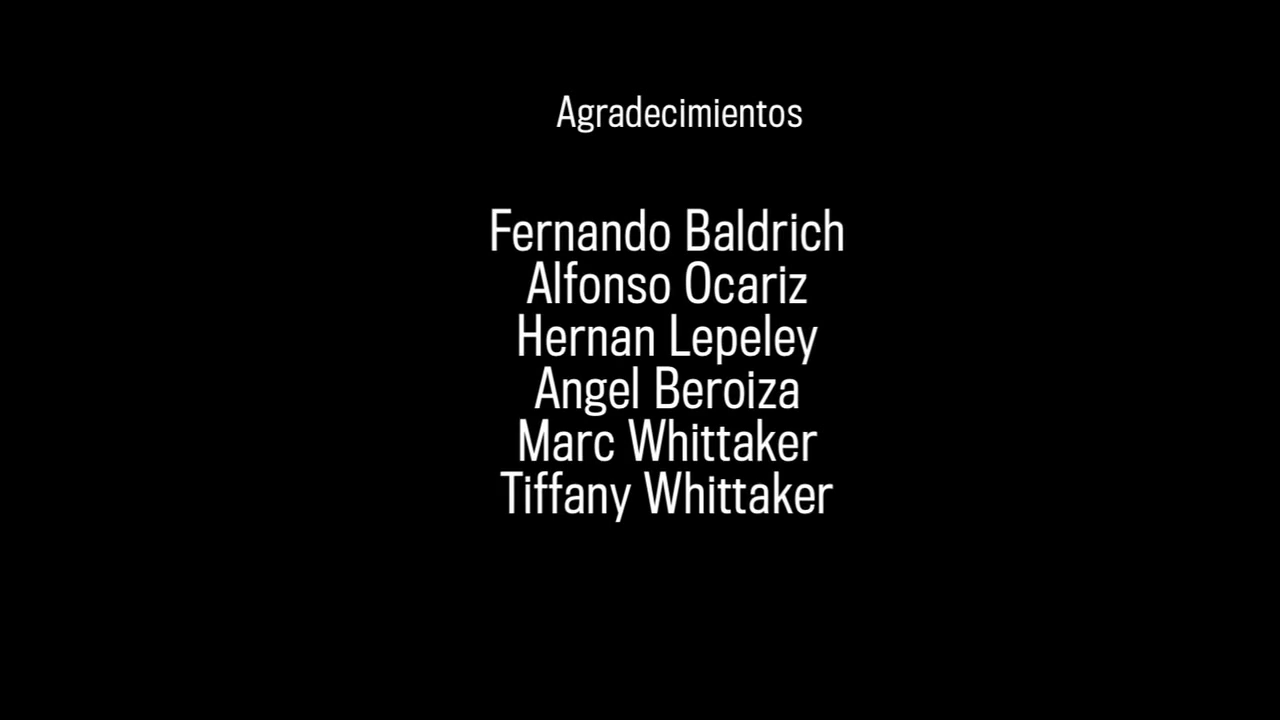 Agradecimientos
Fernando Baldrich
Alfonso Ocariz
Hernan Lepeley
Angel Beroiza
Marc Whittaker
Tiffany Whittaker